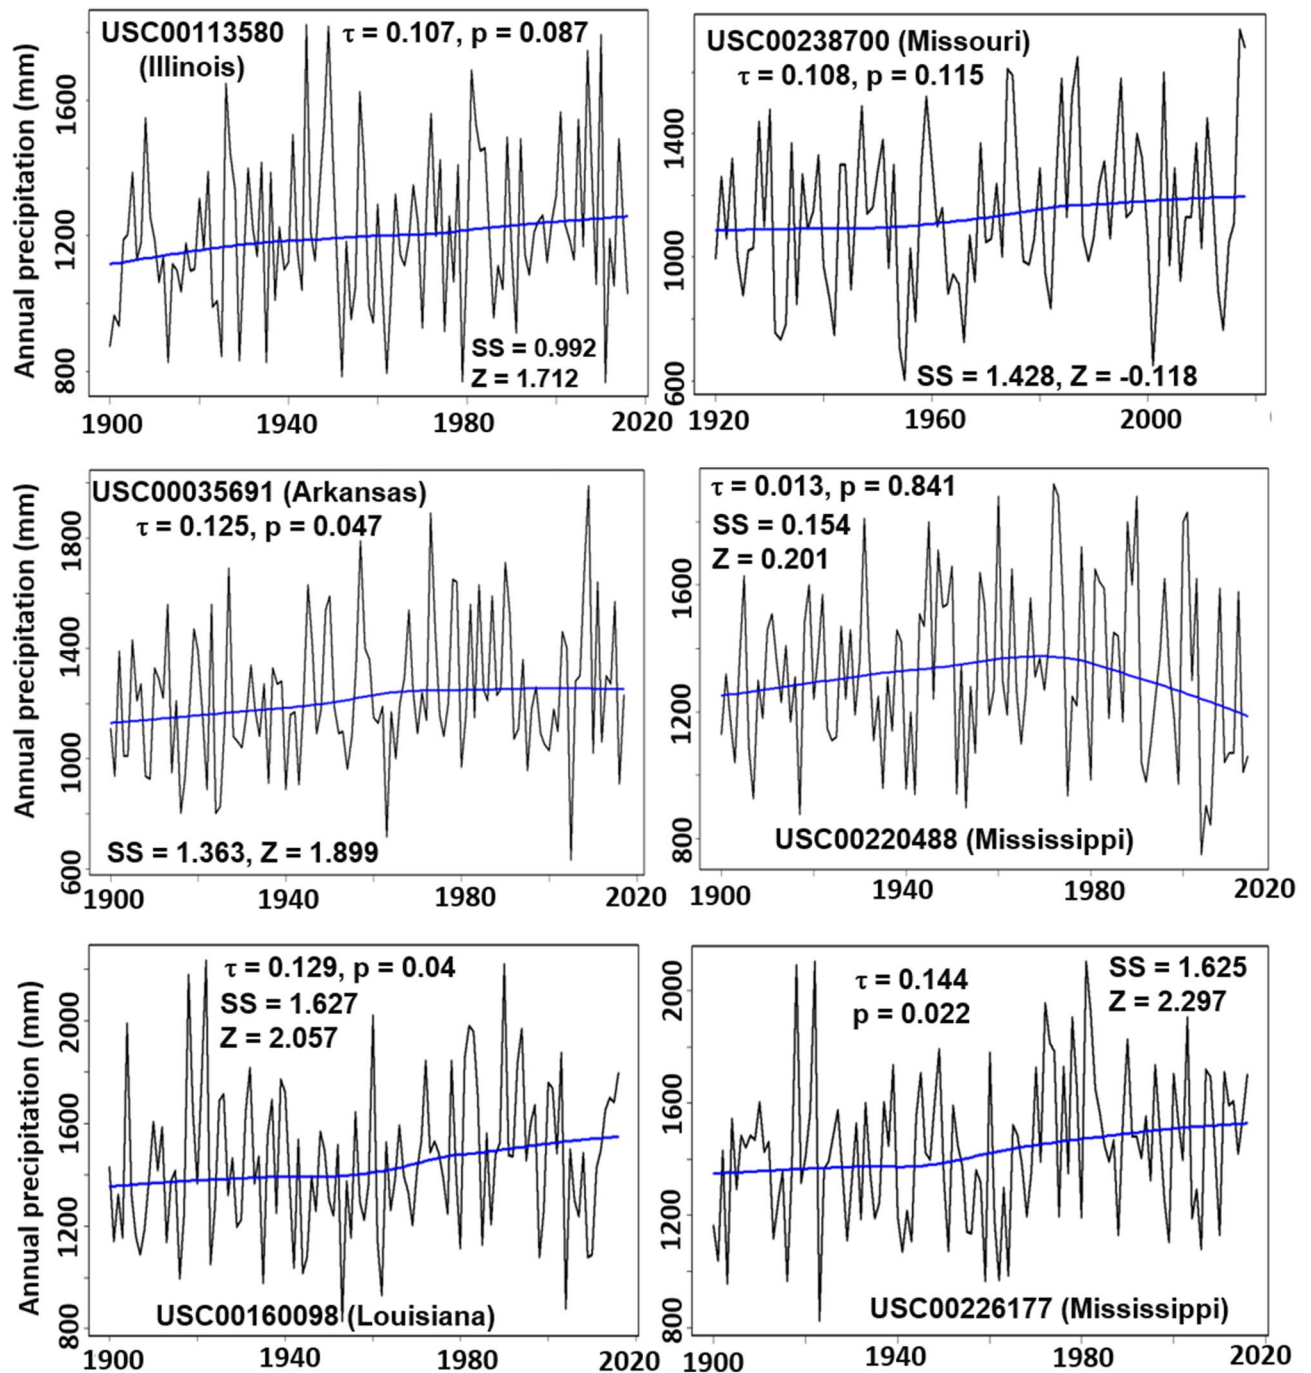 USC00113580
(Illinois)
τ = 0.107, p = 0.087
SS = 0.992
Z = 1.712
Annual precipitation (mm)
1600
1200
800
1900
1940
1980
2020
USC00238700 (Missouri)
τ = 0.108, p = 0.115
SS = 1.428, Z = -0.118
1400
1000
600
1920
1960
2000
USC00035691 (Arkansas)
τ = 0.125, p = 0.047
SS = 1.363, Z = 1.899
Annual precipitation (mm)
1800
1400
1000
600
1900
1940
1980
2020
τ = 0.013, p = 0.841
SS = 0.154
Z = 0.201
USC00220488 (Mississippi)
1600
1200
800
1900
1940
1980
2020
τ = 0.129, p = 0.04
SS = 1.627
Z = 2.057
USC00160098 (Louisiana)
Annual precipitation (mm)
2000
1600
1200
800
1900
1940
1980
2020
τ = 0.144
p = 0.022
SS = 1.625
Z = 2.297
USC00226177 (Mississippi)
2000
1600
1200
800
1900
1940
1980
2020